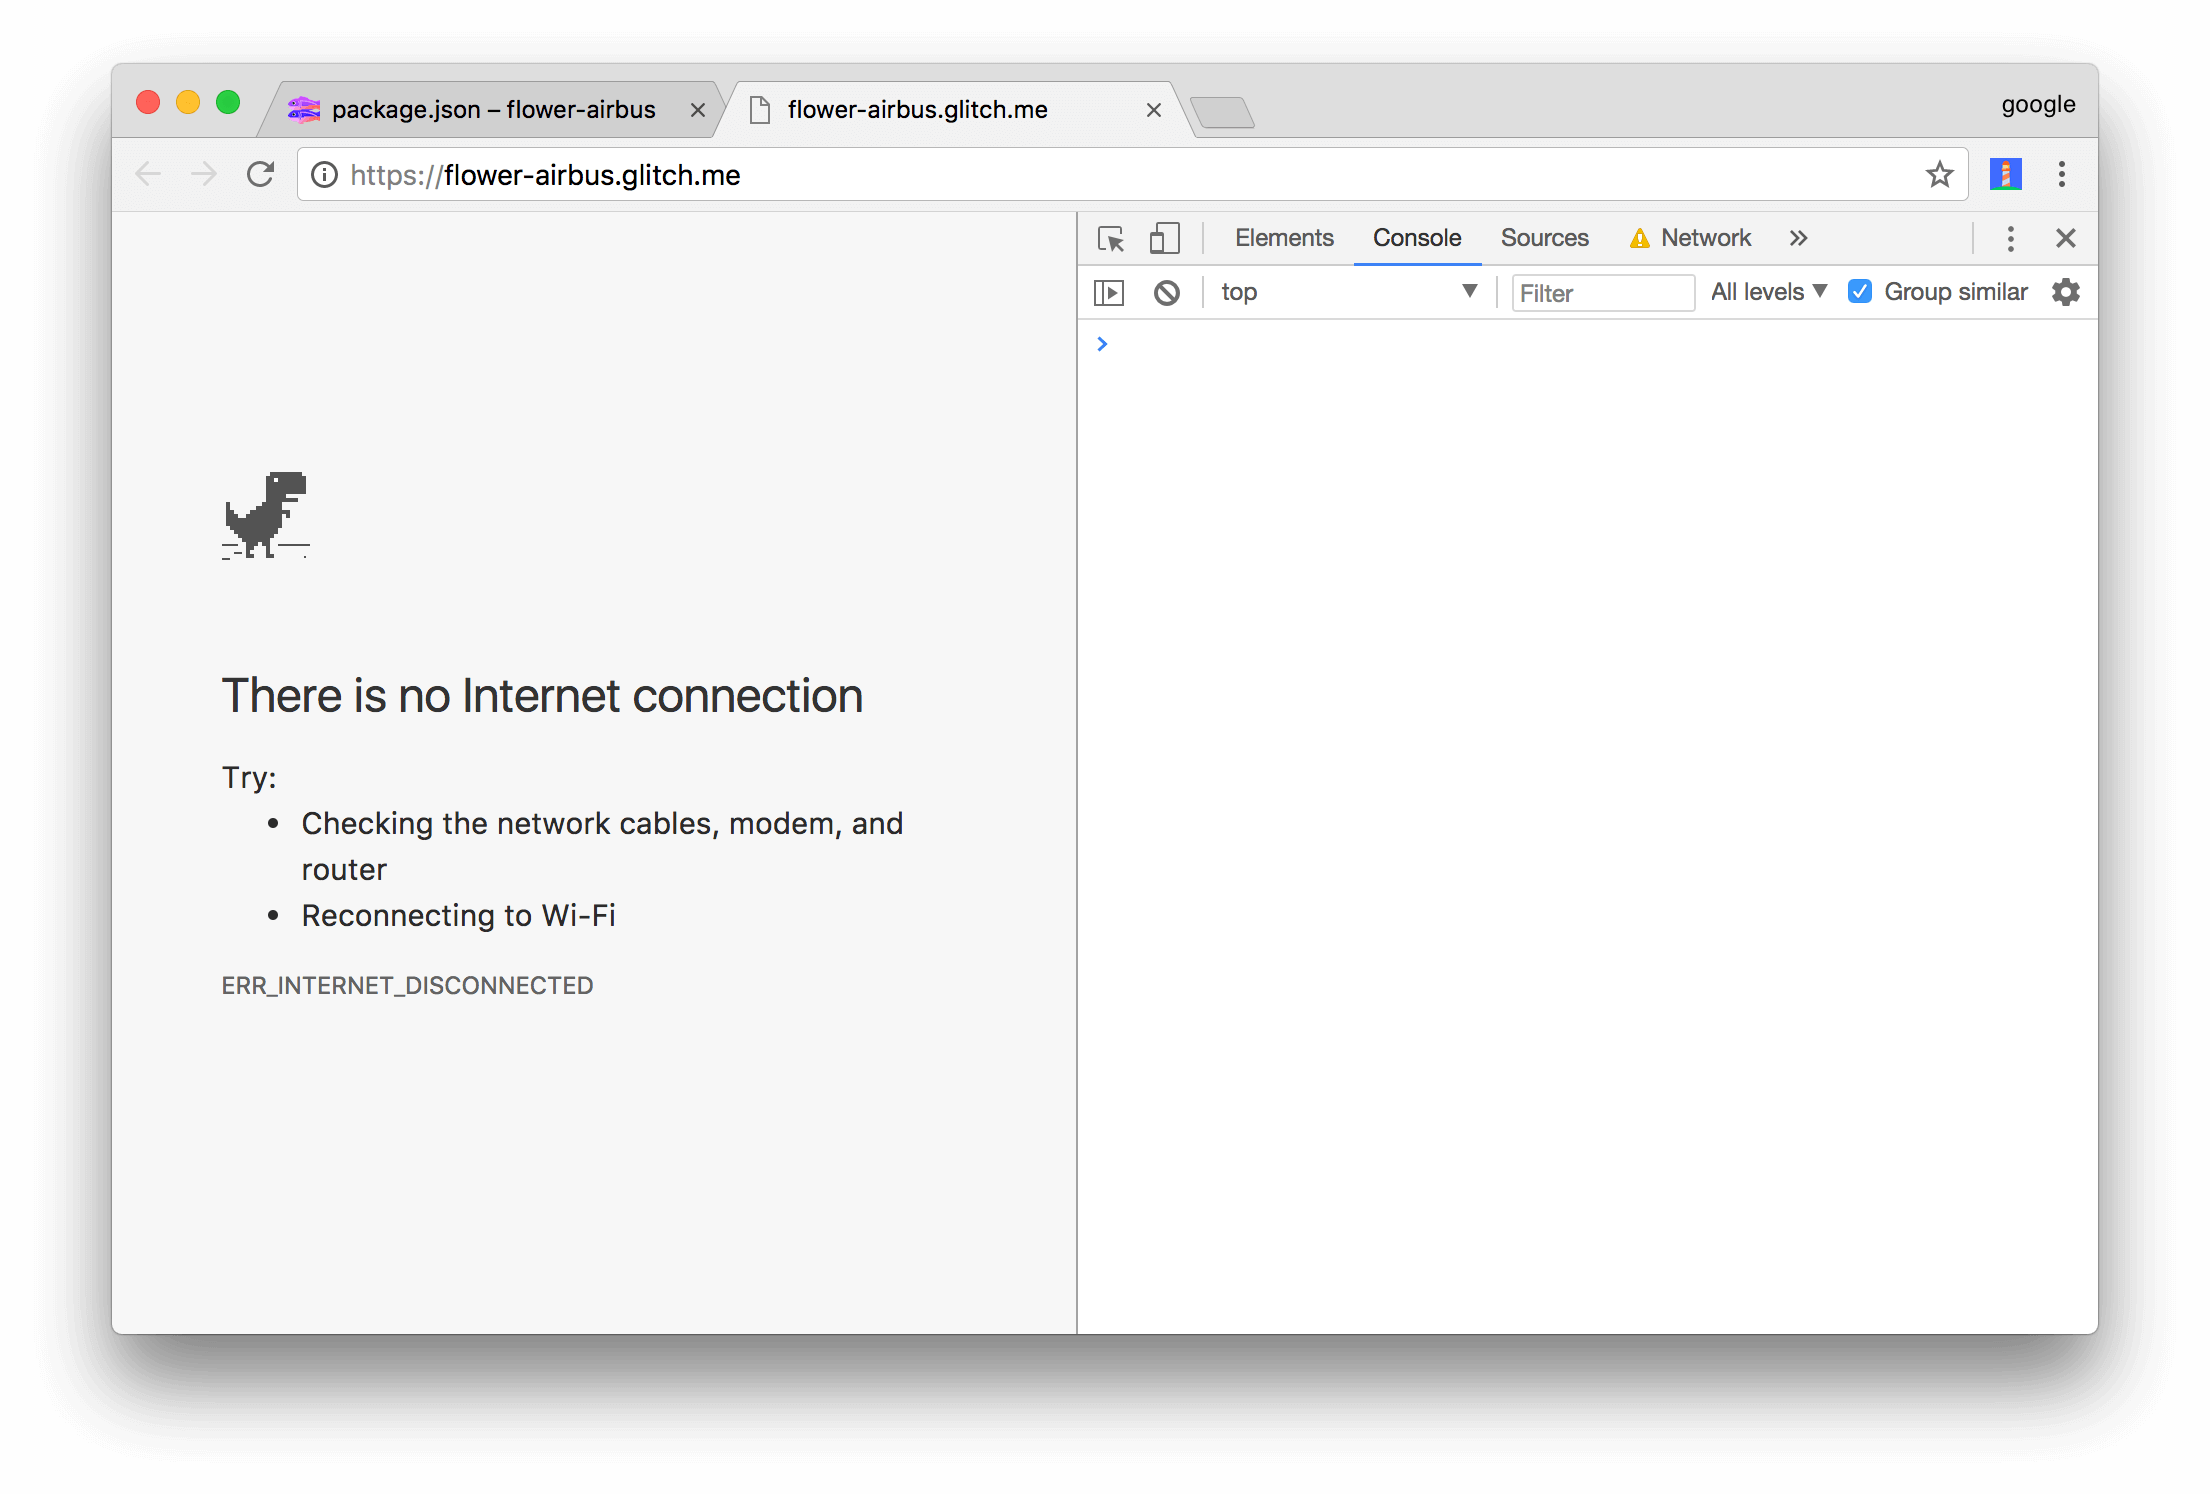 package.json – flower-airbus
flower-airbus.glitch.me
google
https://flower-airbus.glitch.me
Elements Console Sources Network
top Filter All levels Group similar
There is no Internet connection
Try:
• Checking the network cables, modem, and
router
• Reconnecting to Wi-Fi
ERR_INTERNET_DISCONNECTED